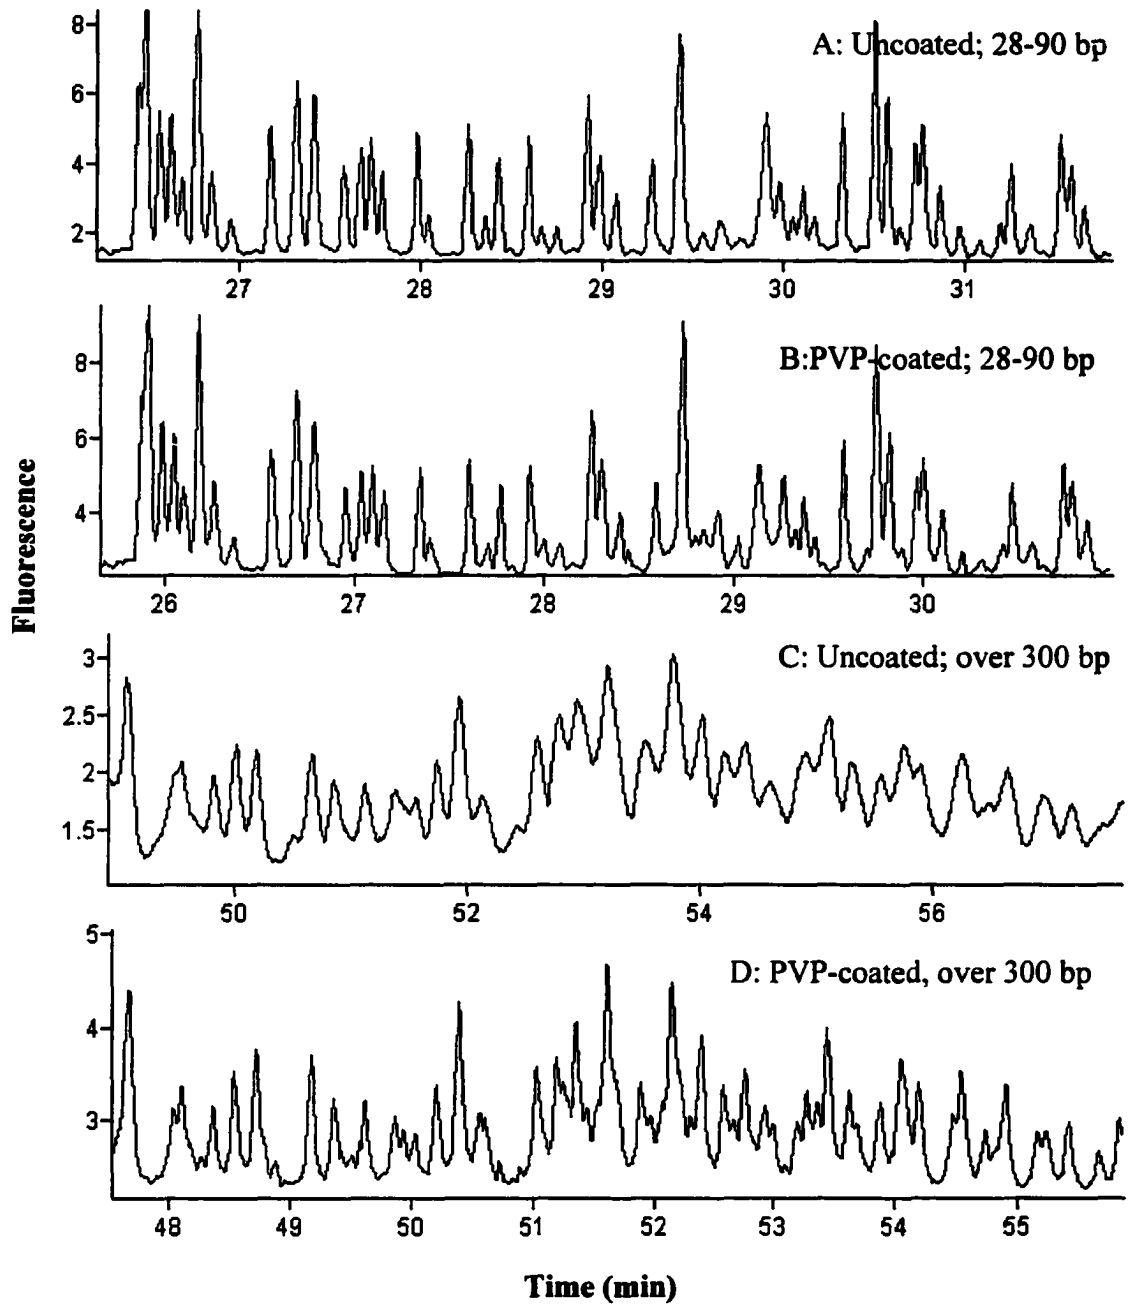 A: Uncoated; 28-90 bp
8
6
4
2
27 28 29 30 31
B:PVP-coated; 28-90 bp
8
6
4
26 27 28 29 30
Fluorescence
C: Uncoated; over 300 bp
3
2.5
2
1.5
50 52 54 56
D: PVP-coated, over 300 bp
5
4
3
48 49 50 51 52 53 54 55
Time (min)